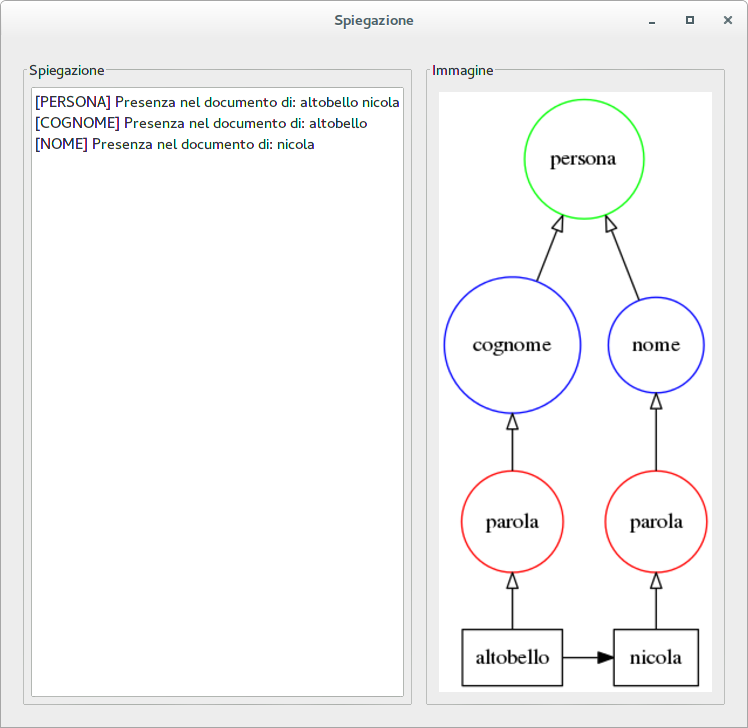 Spiegazione
Spiegazione
[PERSONA] Presenza nel documento di: altobello nicola
[COGNOME] Presenza nel documento di: altobello
[NOME] Presenza nel documento di: nicola
Immagine
persona
cognome
nome
parola
parola
altobello
nicola